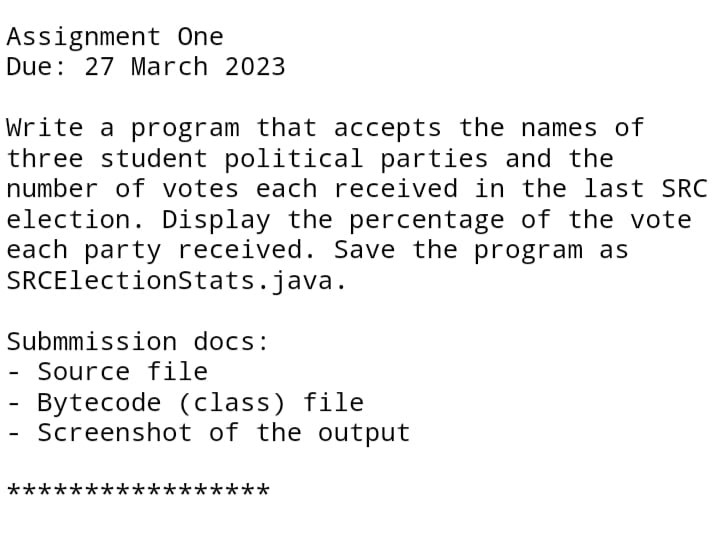 Assignment One
Due: 27 March 2023
Write a program that accepts the names of
three student political parties and the
number of votes each received in the last SRC
election. Display the percentage of the vote
each party received. Save the program as
SRCElectionStats.java.
Submmission docs:
- Source file
- Bytecode (class) file
- Screenshot of the output
*****************